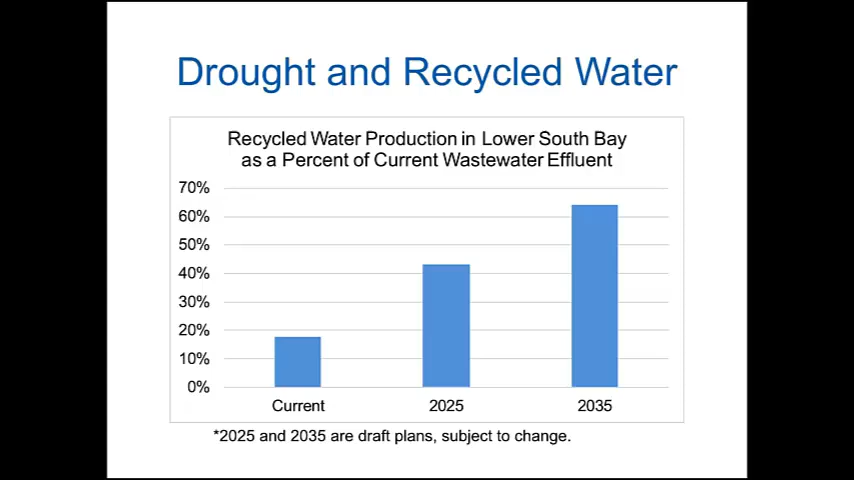 Drought and Recycled Water
Recycled Water Production in Lower South Bay
as a Percent of Current Wastewater Effluent
70%
60%
50%
40%
30%
20%
10%
0%
Current 2025 2035
*2025 and 2035 are draft plans, subject to change.